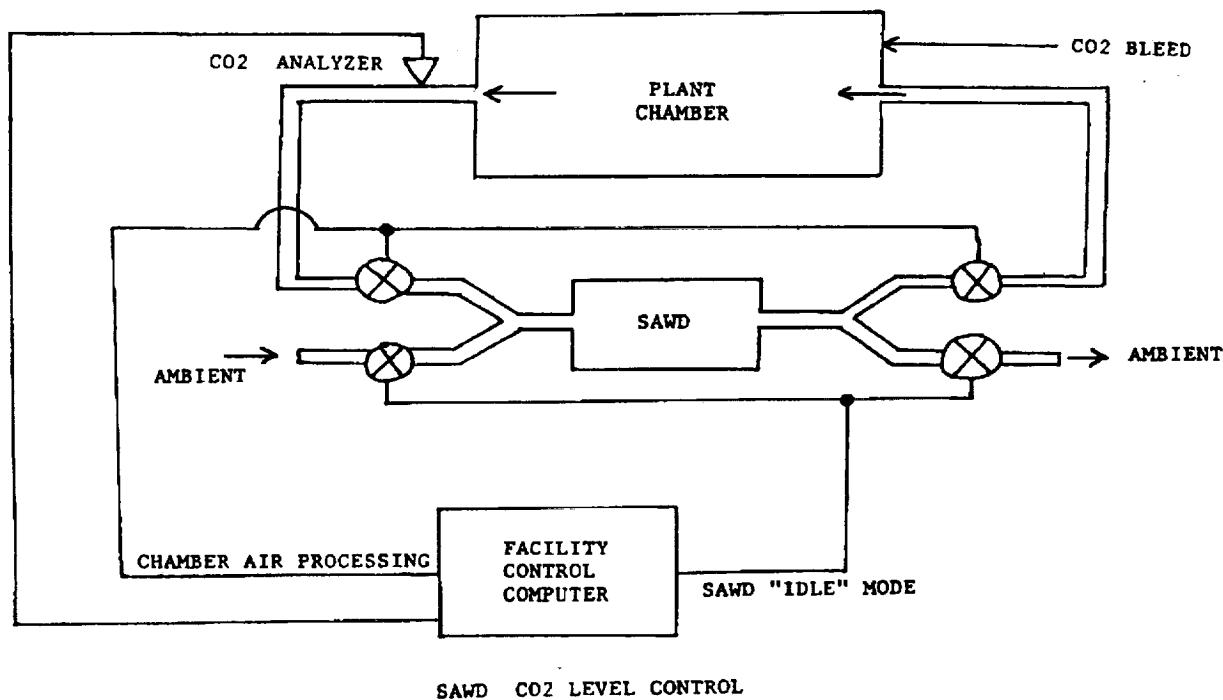 CO2 ANALYZER
CO2 BLEED
PLANT
CHAMBER
SAWD
AMBIENT
AMBIENT
CHAMBER AIR PROCESSING
FACILITY
CONTROL
COMPUTER
SAWD "IDLE" MODE
SAWD CO2 LEVEL CONTROL